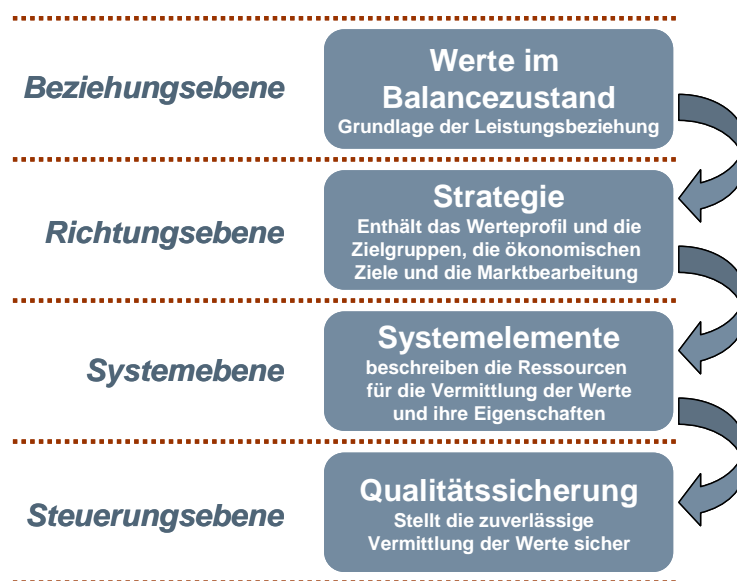 Beziehungsebene
Werte im
Balancezustand
Grundlage der Leistungsbeziehung
Richtungsebene
Strategie
Enthält das Werteprofil und die
Zielgruppen, die ökonomischen
Ziele und die Marktbearbeitung
Systemebene
Systemelemente
beschreiben die Ressourcen
für die Vermittlung der Werte
und ihre Eigenschaften
Steuerungsebene
Qualitätssicherung
Stellt die zuverlässige
Vermittlung der Werte sicher